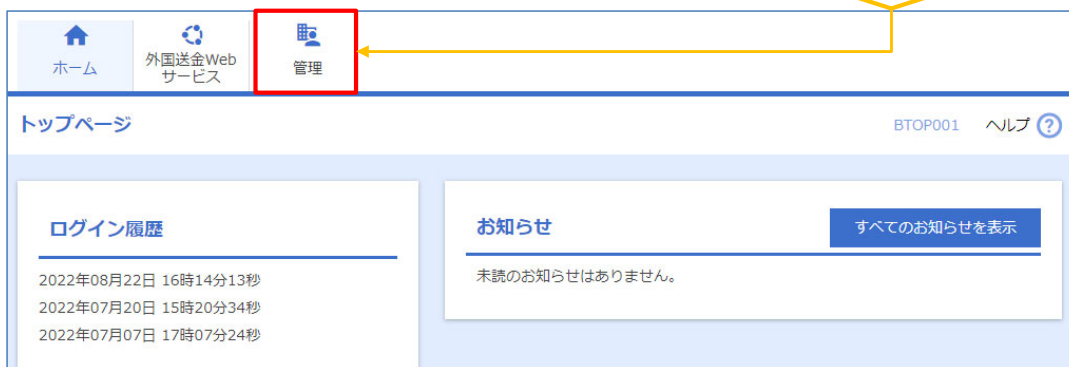 ホーム
外国送金Web
サービス
管理
トップページ
BTOP001 ヘルプ ?
ログイン履歴
2022年08月22日 16時14分13秒
2022年07月20日 15時20分34秒
2022年07月07日 17時07分24秒
お知らせ
すべてのお知らせを表示
未読のお知らせはありません。